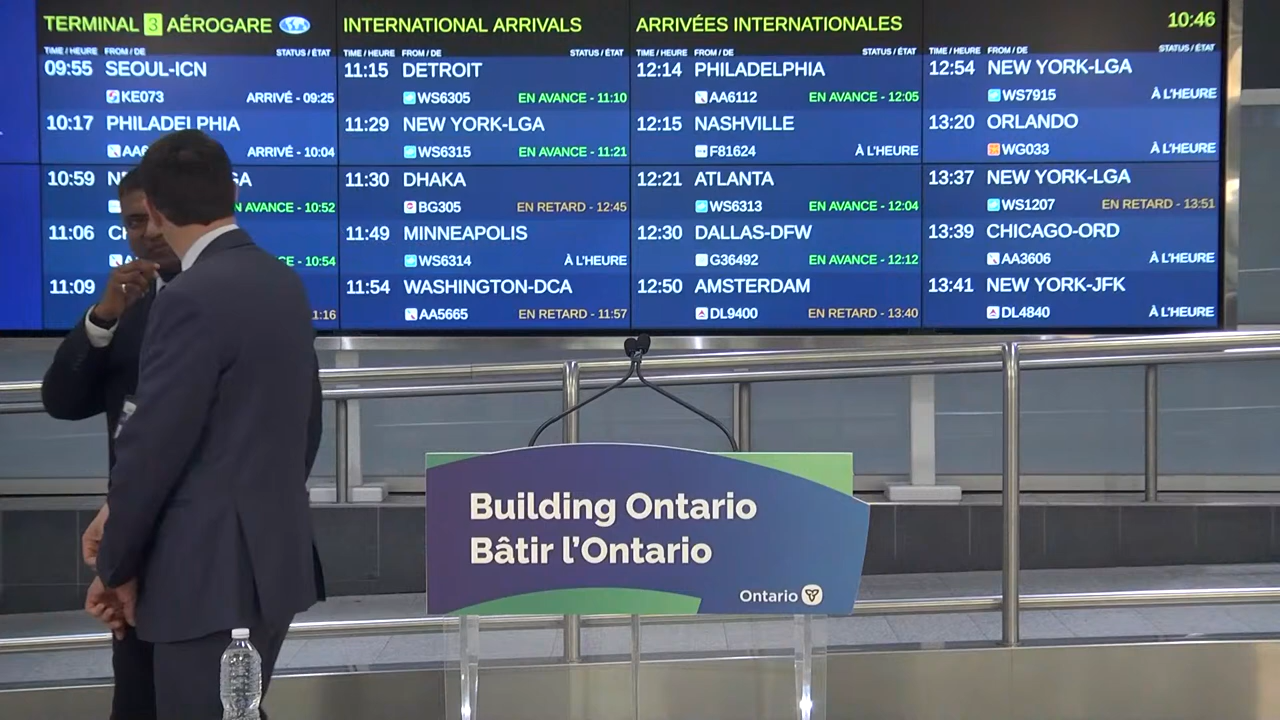 TERMINAL 3 AÉROGARE
TIME / HEURE FROM / DE STATUS / ÉTAT
09:55 SEOUL-ICN
KE073 ARRIVÉ - 09:25
10:17 PHILADELPHIA
ARRIVÉ - 10:04
10:59
AVANCE - 10:52
11:06
10:54
11:09
INTERNATIONAL ARRIVALS
TIME / HEURE FROM / DE STATUS / ÉTAT
11:15 DETROIT
WS6305 EN AVANCE - 11:10
11:29 NEW YORK-LGA
WS6315 EN AVANCE - 11:21
11:30 DHAKA
BG305 EN RETARD - 12:45
11:49 MINNEAPOLIS
WS6314 À L'HEURE
11:54 WASHINGTON-DCA
AA5665 EN RETARD - 11:57
ARRIVÉES INTERNATIONALES
TIME / HEURE FROM / DE STATUS / ÉTAT
12:14 PHILADELPHIA
AA6112 EN AVANCE - 12:05
12:15 NASHVILLE
F81624 À L'HEURE
12:21 ATLANTA
WS6313 EN AVANCE - 12:04
12:30 DALLAS-DFW
G36492 EN AVANCE - 12:12
12:50 AMSTERDAM
DL9400 EN RETARD - 13:40
10:46
TIME / HEURE FROM / DE STATUS / ÉTAT
12:54 NEW YORK-LGA
WS7915 À L'HEURE
13:20 ORLANDO
WG033 À L'HEURE
13:37 NEW YORK-LGA
WS1207 EN RETARD - 13:51
13:39 CHICAGO-ORD
AA3606 À L'HEURE
13:41 NEW YORK-JFK
DL4840 À L'HEURE
Building Ontario
Bâtir l'Ontario
Ontario